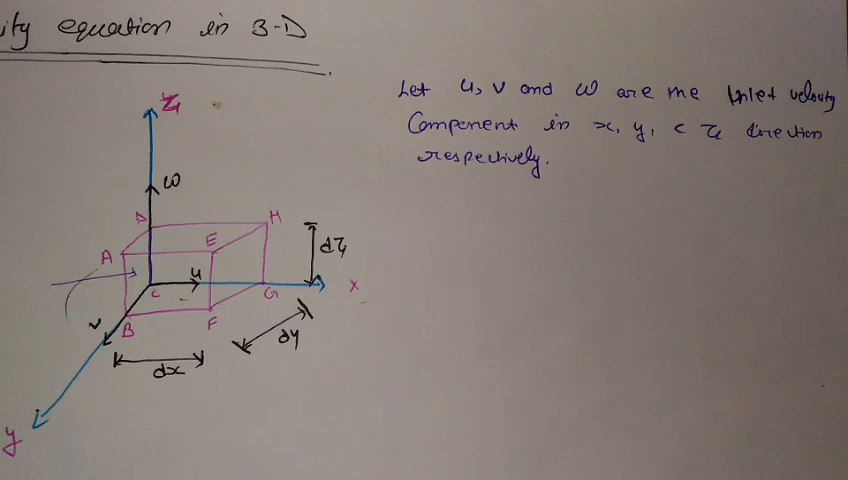 ity equation in 3-D
Let u, v and w are the Inlet velocity
Component in x, y, c z direction
respectively.
z
w
D
H
A
E
dz
u
C
G
x
v
B
F
dy
dx
y